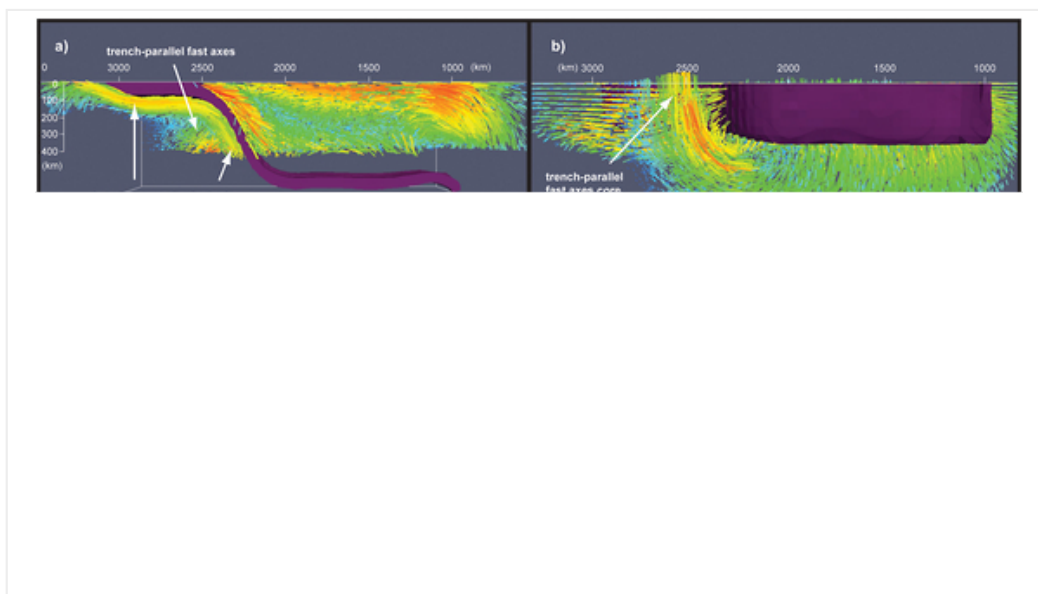 a)
trench-parallel fast axes
0 3000 2500 2000 1500 1000 (km)
0
100
200
300
400
(km)
b)
(km) 3000 2500 2000 1500 1000
trench-parallel
fast axes core